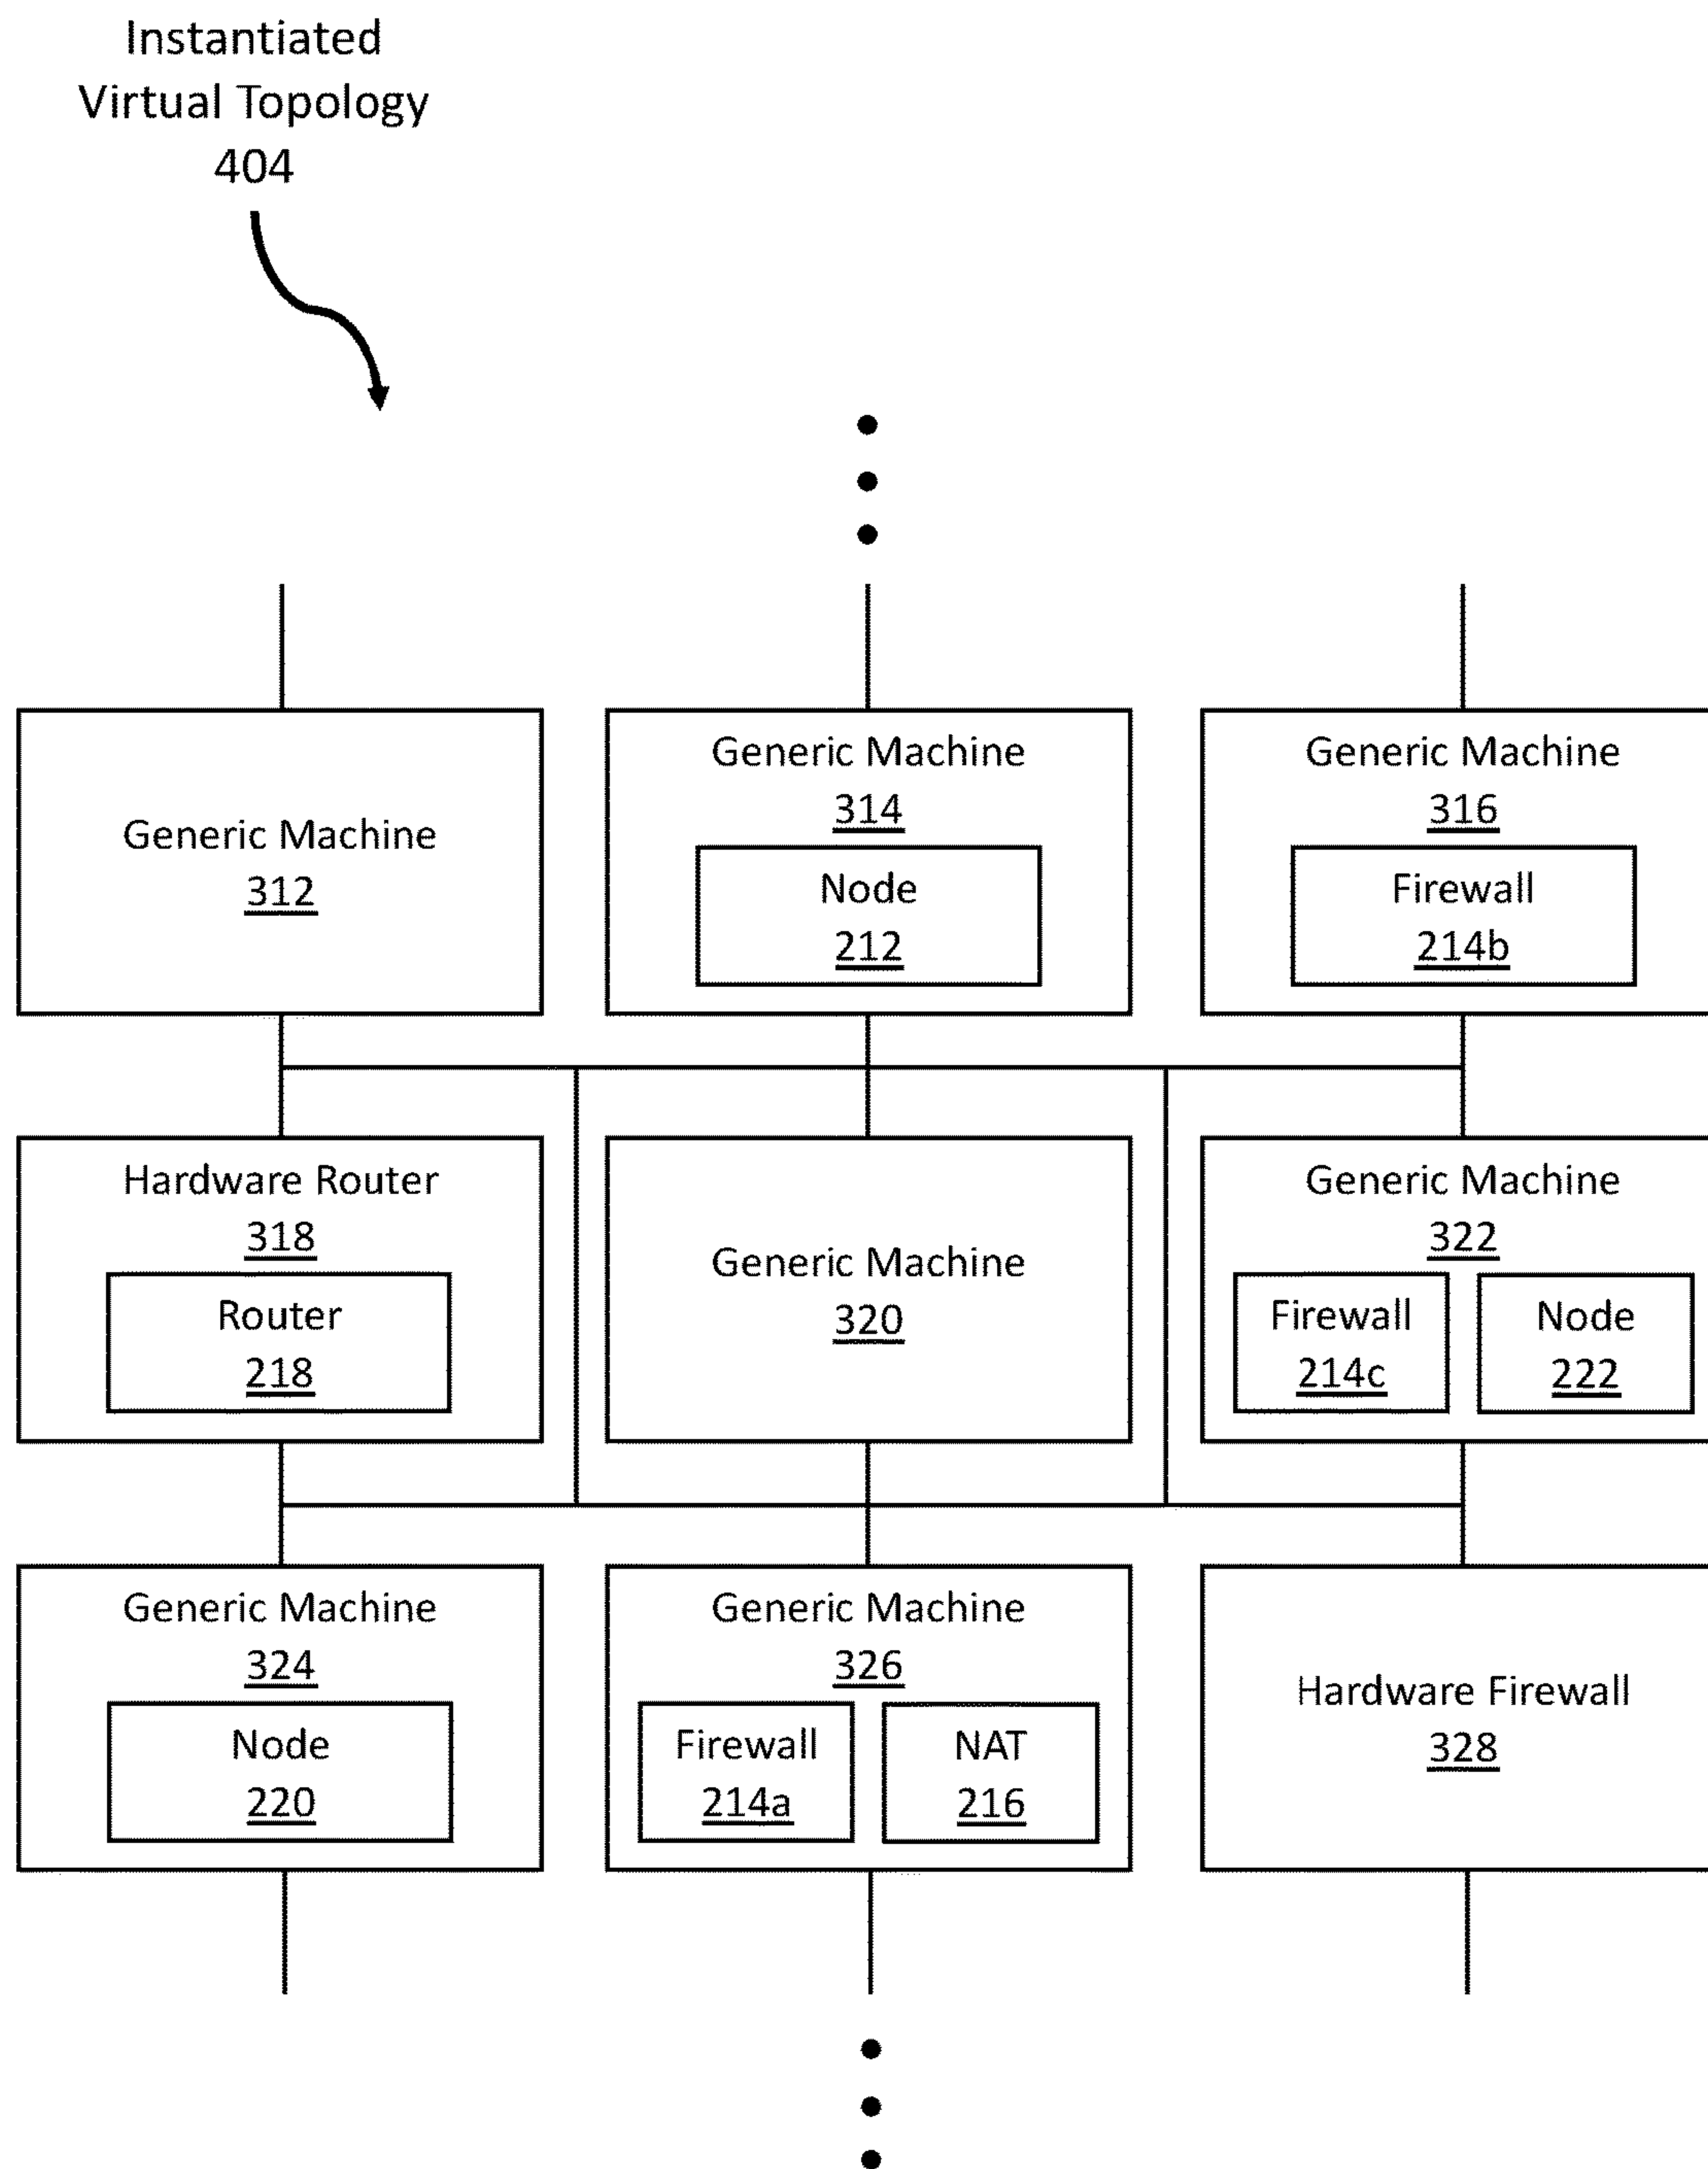 Instantiated
Virtual Topology
404
Generic Machine
312
Generic Machine
314
Node
212
Generic Machine
316
Firewall
214b
Hardware Router
318
Router
218
Generic Machine
320
Generic Machine
322
Firewall
214c
Node
222
Generic Machine
324
Node
220
Generic Machine
326
Firewall
214a
NAT
216
Hardware Firewall
328